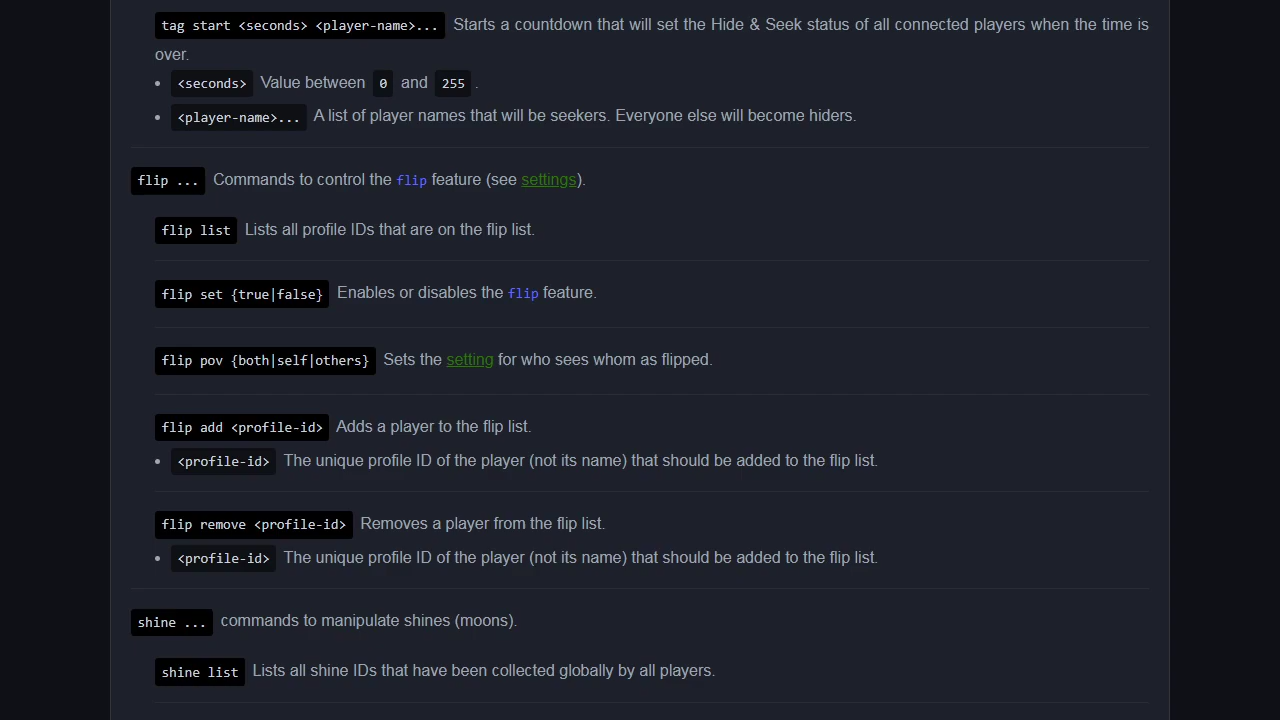 tag start <seconds> <player-name>... Starts a countdown that will set the Hide & Seek status of all connected players when the time is
over.
<seconds> Value between 0 and 255 .
<player-name>... A list of player names that will be seekers. Everyone else will become hiders.
flip ... Commands to control the flip feature (see settings).
flip list Lists all profile IDs that are on the flip list.
flip set {true|false} Enables or disables the flip feature.
flip pov {both|self|others} Sets the setting for who sees whom as flipped.
flip add <profile-id> Adds a player to the flip list.
<profile-id> The unique profile ID of the player (not its name) that should be added to the flip list.
flip remove <profile-id> Removes a player from the flip list.
<profile-id> The unique profile ID of the player (not its name) that should be added to the flip list.
shine ... commands to manipulate shines (moons).
shine list Lists all shine IDs that have been collected globally by all players.